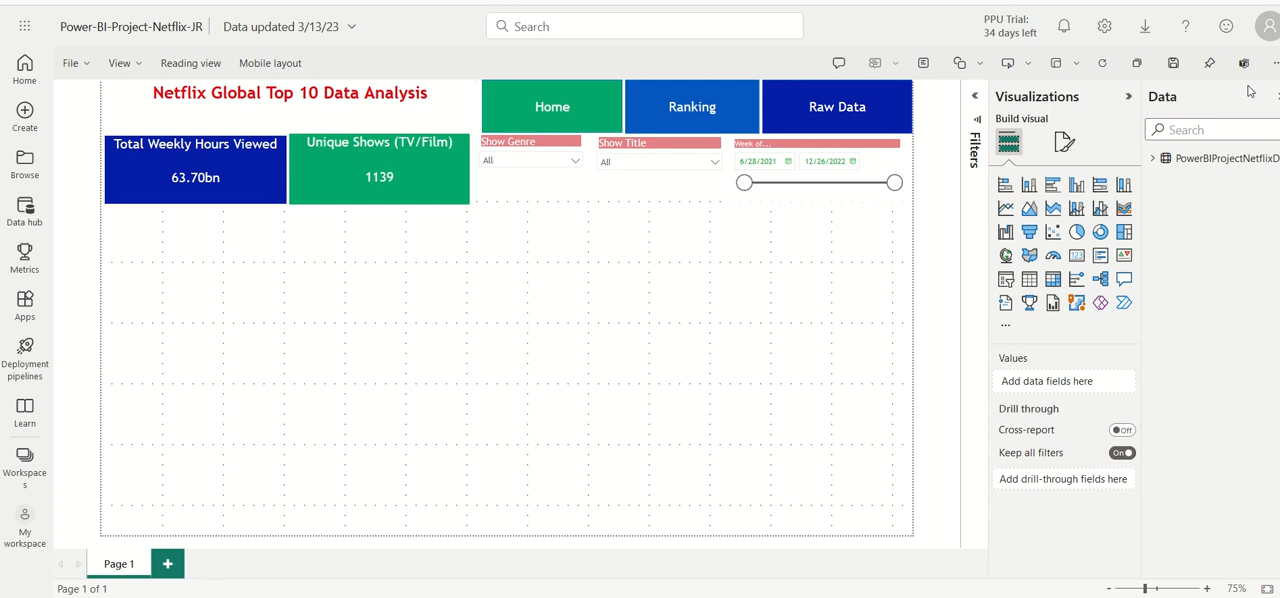 Power-BI-Project-Netflix-JR
Data updated 3/13/23
Search
PPU Trial:
34 days left
File
View
Reading view
Mobile layout
Home
Create
Browse
Data hub
Metrics
Apps
Deployment
pipelines
Learn
Workspace
s
My
workspace
Netflix Global Top 10 Data Analysis
Home
Ranking
Raw Data
Total Weekly Hours Viewed
63.70bn
Unique Shows (TV/Film)
1139
Show Genre
All
Show Title
All
Week of...
6/28/2021
12/26/2022
Filters
Visualizations
Build visual
123
Values
Add data fields here
Drill through
Cross-report
Off
Keep all filters
On
Add drill-through fields here
Data
Search
PowerBIProjectNetflixD
Page 1
Page 1 of 1
75%